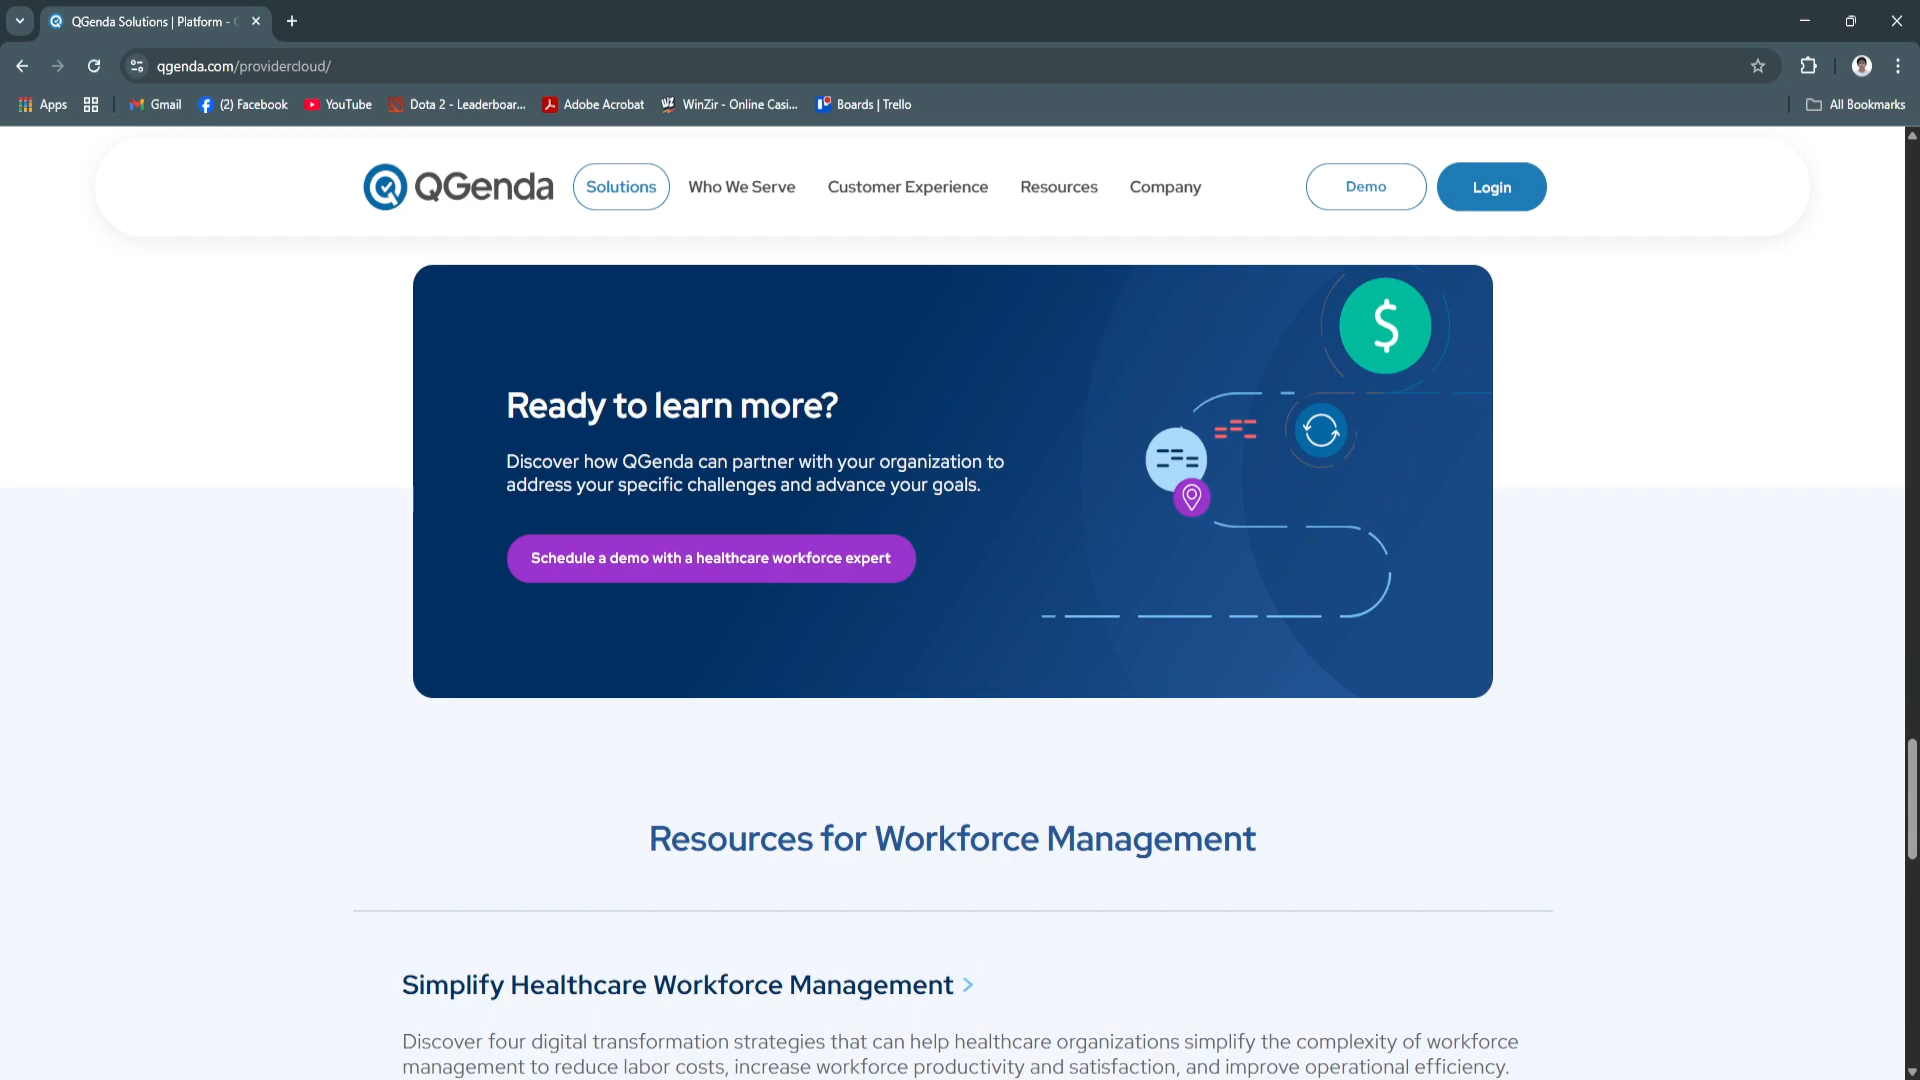 QGenda Solutions | Platform -
qgenda.com/providercloud/
Apps
Gmail
(2) Facebook
YouTube
Dota 2 - Leaderboar...
Adobe Acrobat
WinZir - Online Casi...
Boards | Trello
All Bookmarks
QGenda
Solutions
Who We Serve
Customer Experience
Resources
Company
Demo
Login
$
Ready to learn more?
Discover how QGenda can partner with your organization to
address your specific challenges and advance your goals.
Schedule a demo with a healthcare workforce expert
Resources for Workforce Management
Simplify Healthcare Workforce Management >
Discover four digital transformation strategies that can help healthcare organizations simplify the complexity of workforce
management to reduce labor costs, increase workforce productivity and satisfaction, and improve operational efficiency.